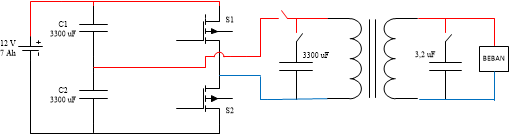 C1
3300 uF
S1
12 V
7 Ah
C2
3300 uF
S2
3300 uF
3,2 uF
BEBAN